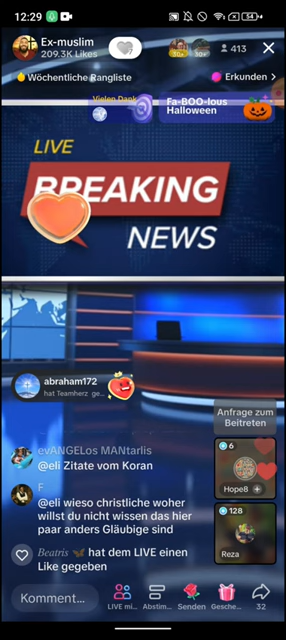 12:29
54
Ex-muslim
209.3K Likes
30+
30+
413
Wöchentliche Rangliste
Erkunden >
Vielen Dank
Fa-BOO-lous
Halloween
LIVE
BREAKING
NEWS
abraham172
hat Teamherz ge...
Anfrage zum
Beitreten
evANGELos MANtarlis
@eli Zitate vom Koran
6
Hope8 +
F
@eli wieso christliche woher
willst du nicht wissen das hier
paar anders Gläubige sind
128
Reza
Beatris hat dem LIVE einen
Like gegeben
Komment...
LIVE mi...
Abstim...
Senden
Gesche...
32